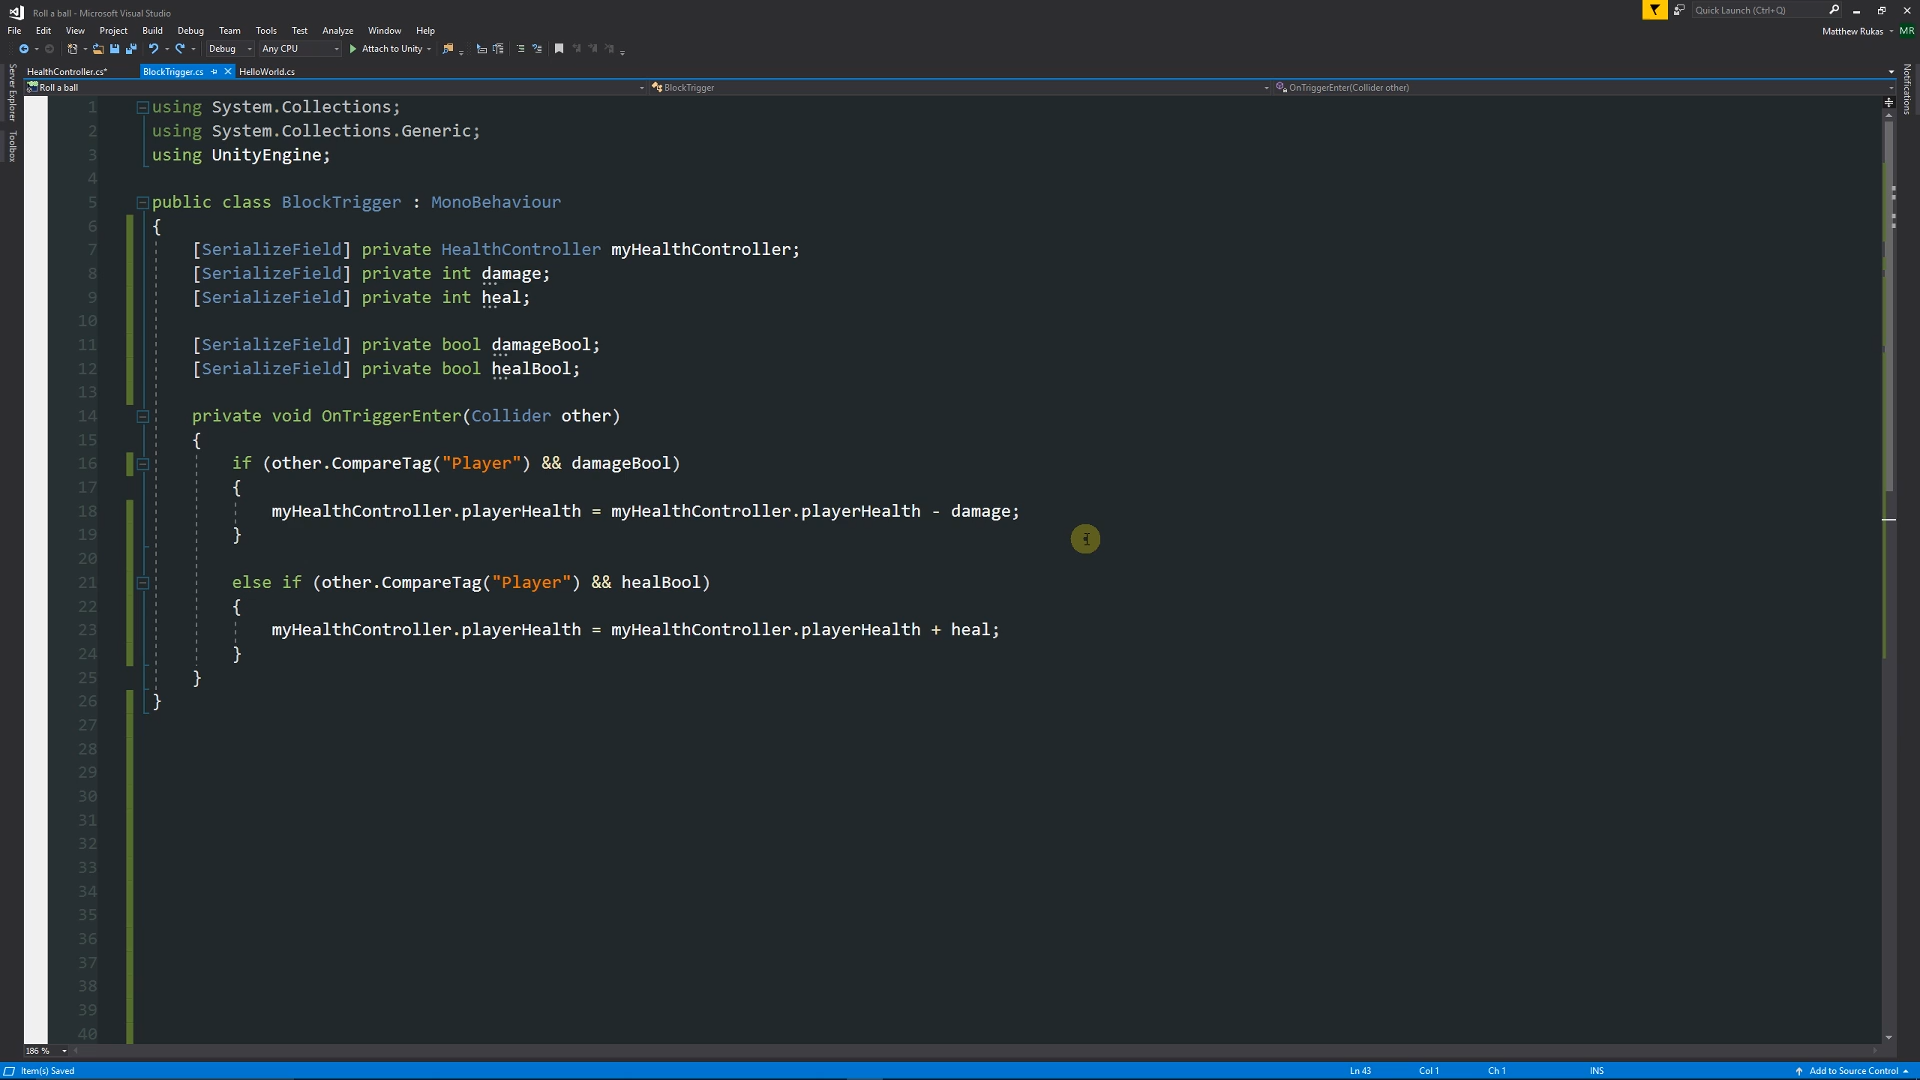 Roll a ball - Microsoft Visual Studio
Quick Launch (Ctrl+Q)
File Edit View Project Build Debug Team Tools Test Analyze Window Help
Matthew Rukas MR
Debug Any CPU Attach to Unity
HealthController.cs* BlockTrigger.cs HelloWorld.cs
Roll a ball BlockTrigger OnTriggerEnter(Collider other)
Server Explorer
Toolbox
Notifications
1 using System.Collections;
2 using System.Collections.Generic;
3 using UnityEngine;
4
5 public class BlockTrigger : MonoBehaviour
6 {
7 [SerializeField] private HealthController myHealthController;
8 [SerializeField] private int damage;
9 [SerializeField] private int heal;
10
11 [SerializeField] private bool damageBool;
12 [SerializeField] private bool healBool;
13
14 private void OnTriggerEnter(Collider other)
15 {
16 if (other.CompareTag("Player") && damageBool)
17 {
18 myHealthController.playerHealth = myHealthController.playerHealth - damage;
19 }
20
21 else if (other.CompareTag("Player") && healBool)
22 {
23 myHealthController.playerHealth = myHealthController.playerHealth + heal;
24 }
25 }
26 }
27
28
29
30
31
32
33
34
35
36
37
38
39
40
186 %
Item(s) Saved Ln 43 Col 1 Ch 1 INS Add to Source Control